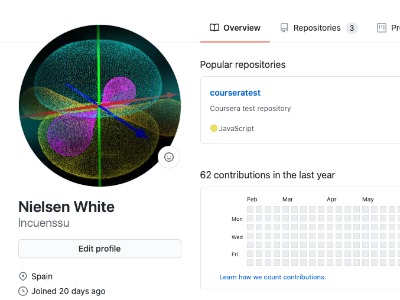 Overview
Repositories 3
Pr
Popular repositories
courseratest
Coursera test repository
JavaScript
62 contributions in the last year
Feb Mar Apr May
Mon
Wed
Fri
Learn how we count contributions.
Nielsen White
Incuenssu
Edit profile
Spain
Joined 20 days ago